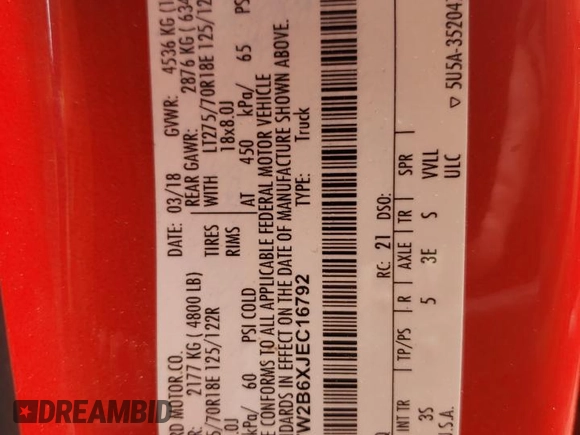 RD MOTOR CO.
DATE: 03/18
GVWR: 4536 KG (1
2177 KG ( 4800 LB)
REAR GAWR: 2876 KG ( 634
5/70R18E 125/122R
TIRES
WITH LT275/70R18E 125/12
.0J
RIMS
18x8.0J
kPa/ 60 PSI COLD
AT 450 kPa/ 65 PS
E CONFORMS TO ALL APPLICABLE FEDERAL MOTOR VEHICLE
DARDS IN EFFECT ON THE DATE OF MANUFACTURE SHOWN ABOVE.
W2B6XJEC16792
TYPE: Truck
RC: 21 DSO:
INT TR TP/PS R AXLE TR SPR
3S 5 3E S VVLL
U.S.A.
ULC
▽ 5U5A-35204
DREAMBID